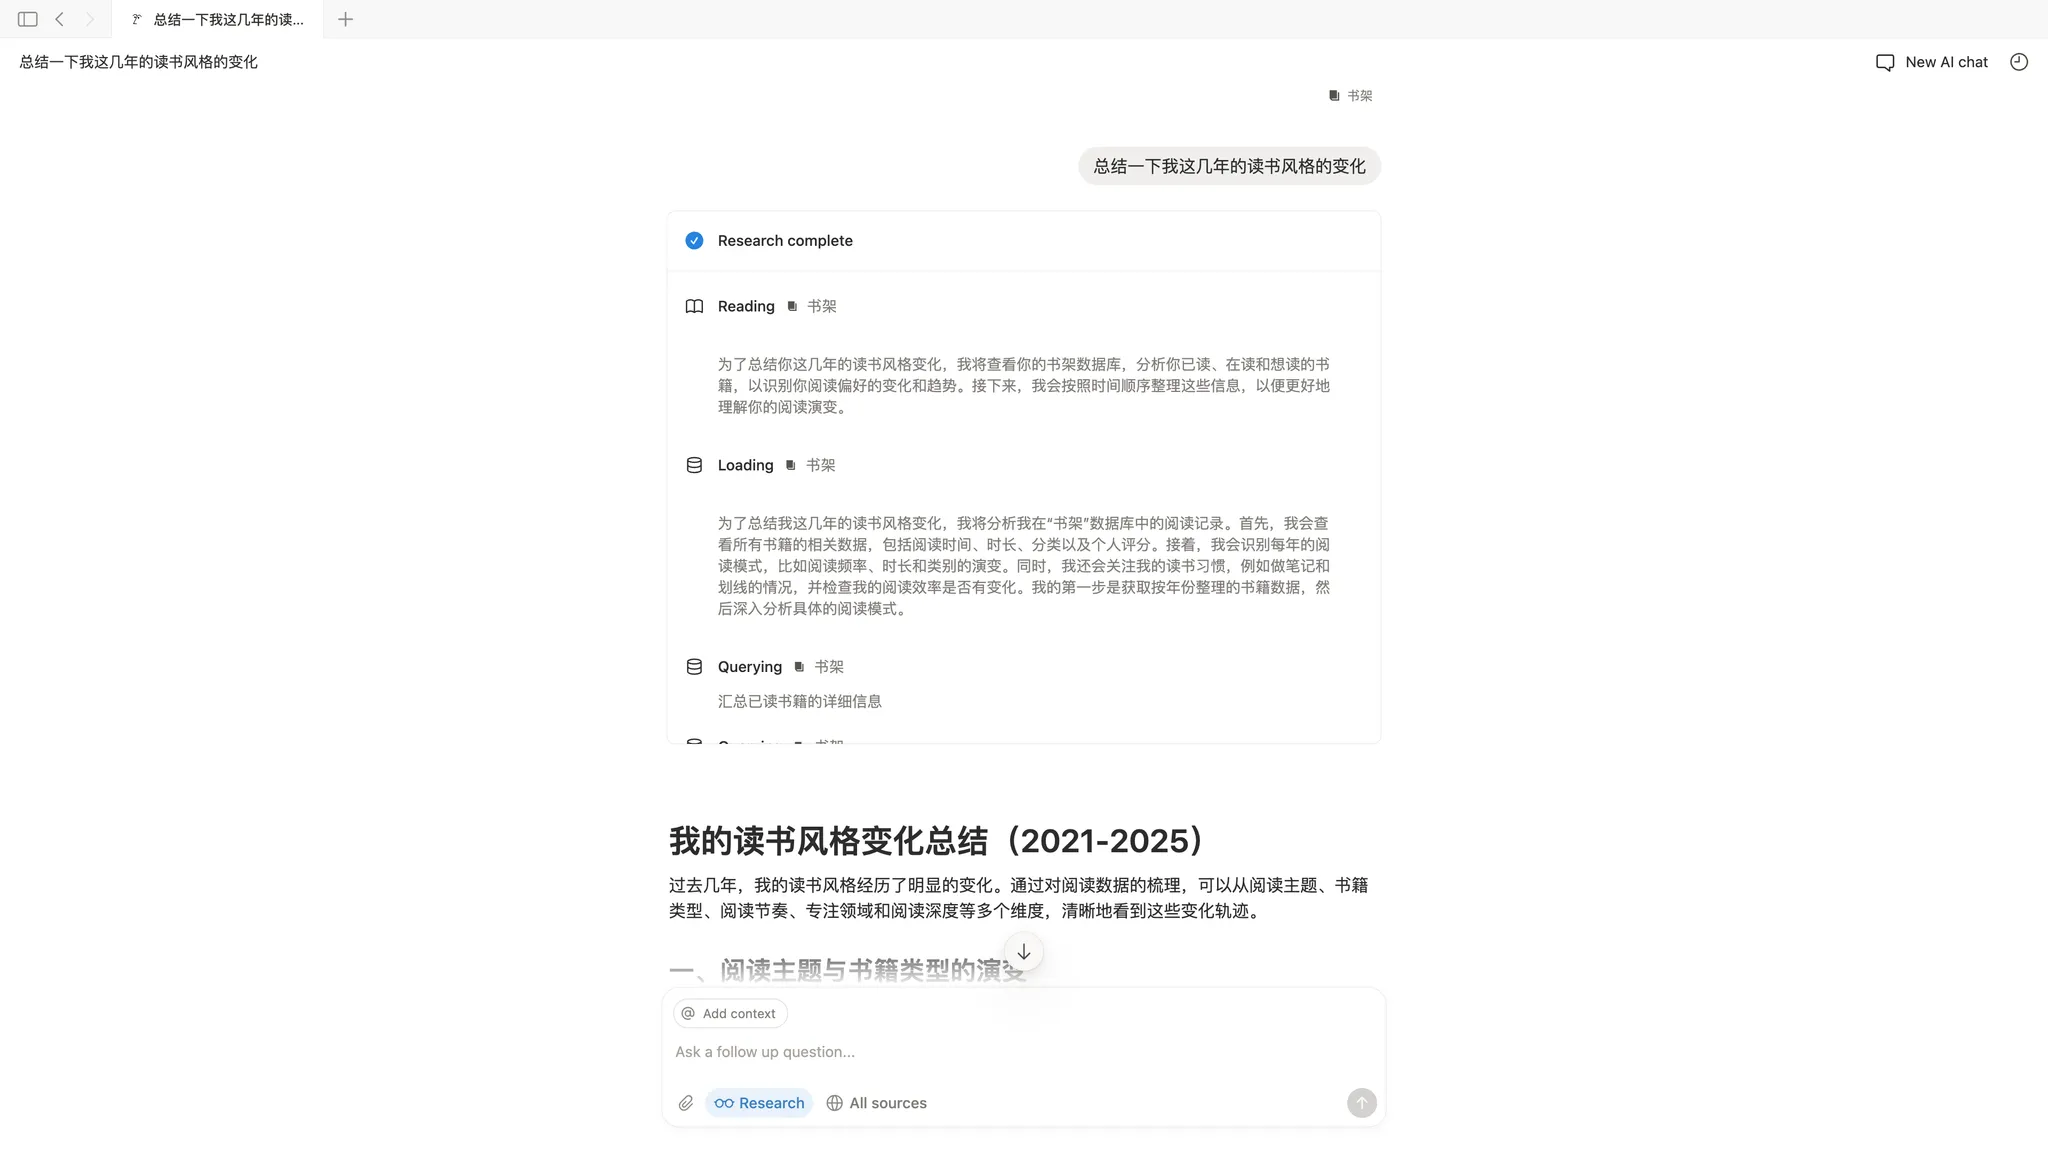 总结一下我这几年的读...
总结一下我这几年的读书风格的变化
New AI chat
书架
总结一下我这几年的读书风格的变化
Research complete
Reading 书架
为了总结你这几年的读书风格变化，我将查看你的书架数据库，分析你已读、在读和想读的书
籍，以识别你阅读偏好的变化和趋势。接下来，我会按照时间顺序整理这些信息，以便更好地
理解你的阅读演变。
Loading 书架
为了总结我这几年的读书风格变化，我将分析我在“书架”数据库中的阅读记录。首先，我会查
看所有书籍的相关数据，包括阅读时间、时长、分类以及个人评分。接着，我会识别每年的阅
读模式，比如阅读频率、时长和类别的演变。同时，我还会关注我的读书习惯，例如做笔记和
划线的情况，并检查我的阅读效率是否有变化。我的第一步是获取按年份整理的书籍数据，然
后深入分析具体的阅读模式。
Querying 书架
汇总已读书籍的详细信息
Querying 书架
我的读书风格变化总结（2021-2025）
过去几年，我的读书风格经历了明显的变化。通过对阅读数据的梳理，可以从阅读主题、书籍
类型、阅读节奏、专注领域和阅读深度等多个维度，清晰地看到这些变化轨迹。
一、阅读主题与书籍类型的演变
@ Add context
Ask a follow up question...
Research
All sources